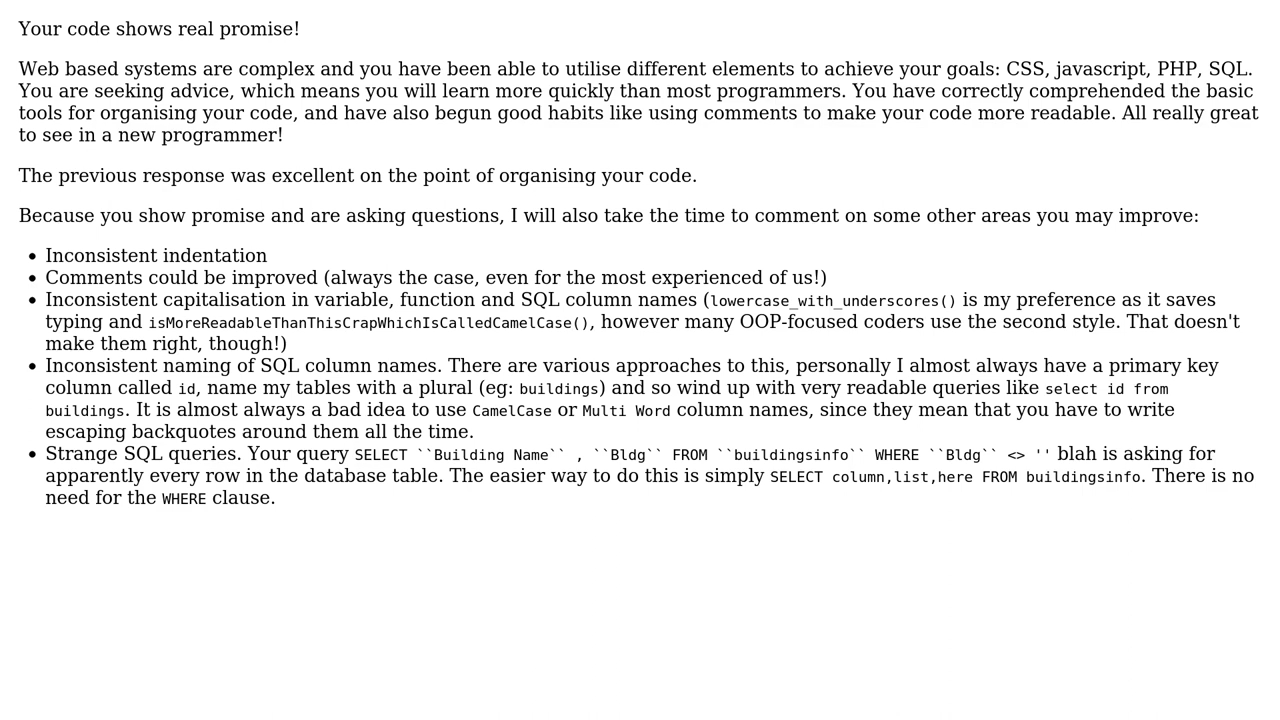 Your code shows real promise!
Web based systems are complex and you have been able to utilise different elements to achieve your goals: CSS, javascript, PHP, SQL.
You are seeking advice, which means you will learn more quickly than most programmers. You have correctly comprehended the basic
tools for organising your code, and have also begun good habits like using comments to make your code more readable. All really great
to see in a new programmer!
The previous response was excellent on the point of organising your code.
Because you show promise and are asking questions, I will also take the time to comment on some other areas you may improve:
• Inconsistent indentation
• Comments could be improved (always the case, even for the most experienced of us!)
• Inconsistent capitalisation in variable, function and SQL column names (lowercase_with_underscores() is my preference as it saves
typing and isMoreReadableThanThisCrapWhichIsCalledCamelCase(), however many OOP-focused coders use the second style. That doesn't
make them right, though!)
• Inconsistent naming of SQL column names. There are various approaches to this, personally I almost always have a primary key
column called id, name my tables with a plural (eg: buildings) and so wind up with very readable queries like select id from
buildings. It is almost always a bad idea to use CamelCase or Multi Word column names, since they mean that you have to write
escaping backquotes around them all the time.
• Strange SQL queries. Your query SELECT ``Building Name`` , ``Bldg`` FROM ``buildingsinfo`` WHERE ``Bldg`` <> '' blah is asking for
apparently every row in the database table. The easier way to do this is simply SELECT column,list,here FROM buildingsinfo. There is no
need for the WHERE clause.